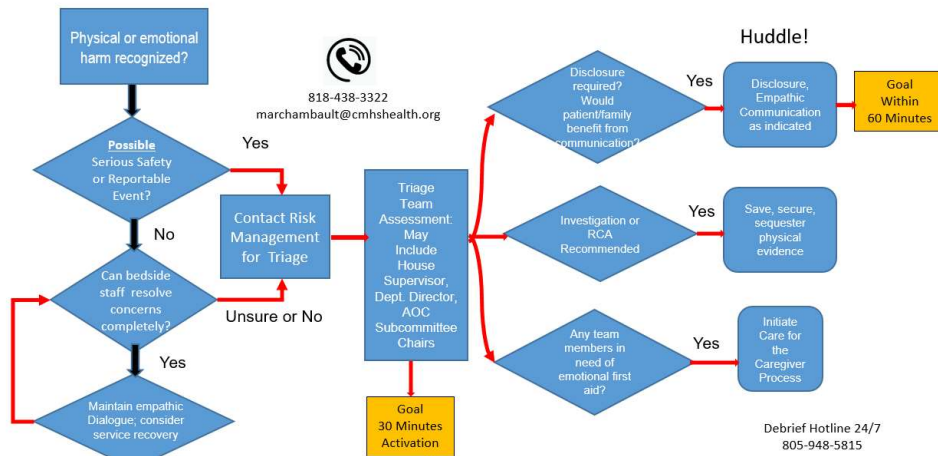 Physical or emotional
harm recognized?
Possible
Serious Safety
or Reportable
Event?
Yes
No
Can bedside
staff resolve
concerns
completely?
Unsure or No
Yes
Maintain empathic
Dialogue; consider
service recovery
818-438-3322
marchambault@cmhshealth.org
Contact Risk
Management
for Triage
Triage
Team
Assessment:
May
Include
House
Supervisor,
Dept. Director,
AOC
Subcommittee
Chairs
Goal
30 Minutes
Activation
Huddle!
Disclosure
required?
Would
patient/family
benefit from
communication?
Yes
Disclosure,
Empathic
Communication
as indicated
Goal
Within
60 Minutes
Investigation or
RCA
Recommended
Yes
Save, secure,
sequester
physical
evidence
Any team
members in
need of
emotional first
aid?
Yes
Initiate
Care for
the
Caregiver
Process
Debrief Hotline 24/7
805-948-5815